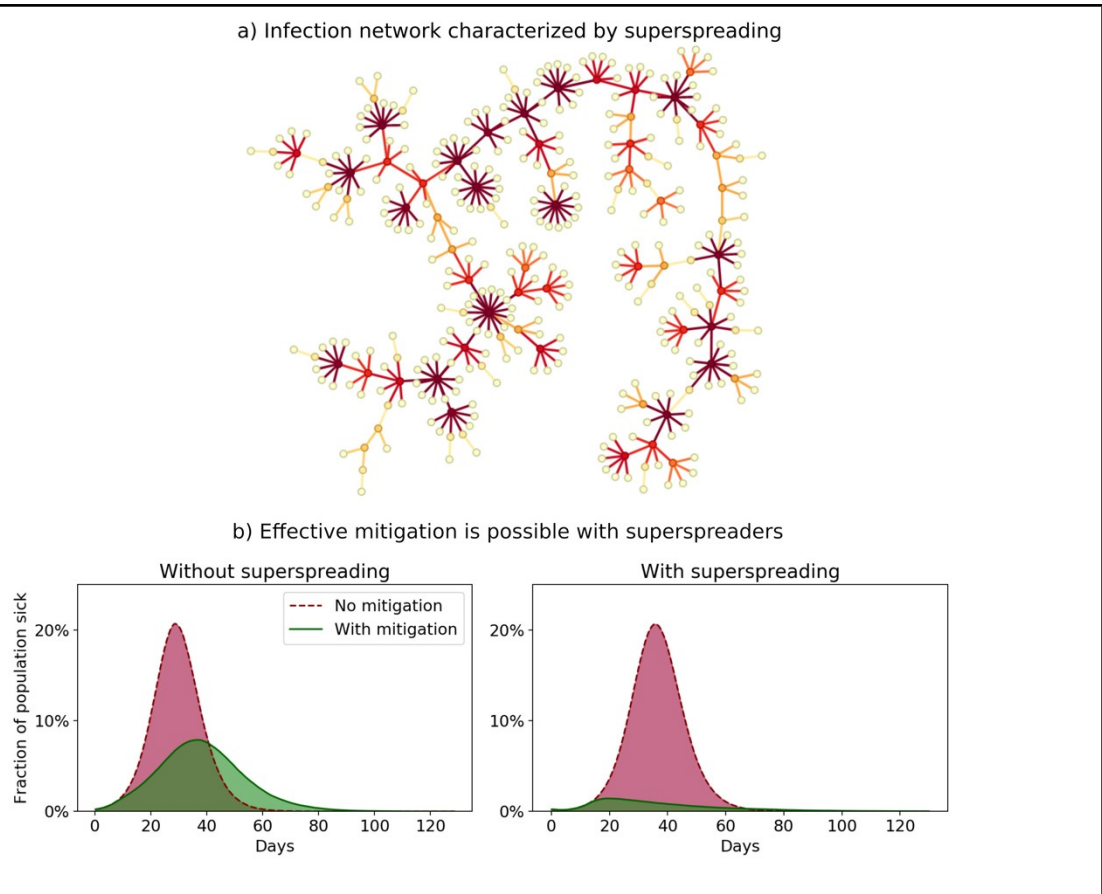 a) Infection network characterized by superspreading
b) Effective mitigation is possible with superspreaders
Without superspreading
No mitigation
With mitigation
Fraction of population sick
20%
10%
0%
0 20 40 60 80 100 120
Days
With superspreading
20%
10%
0%
0 20 40 60 80 100 120
Days